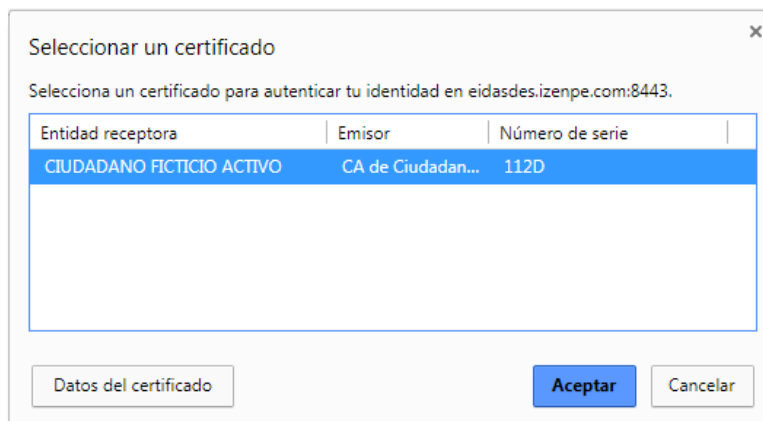 Seleccionar un certificado
Selecciona un certificado para autenticar tu identidad en eidasdes.izenpe.com:8443.
Entidad receptora Emisor Número de serie
CIUDADANO FICTICIO ACTIVO CA de Ciudadan... 112D
Datos del certificado Aceptar Cancelar